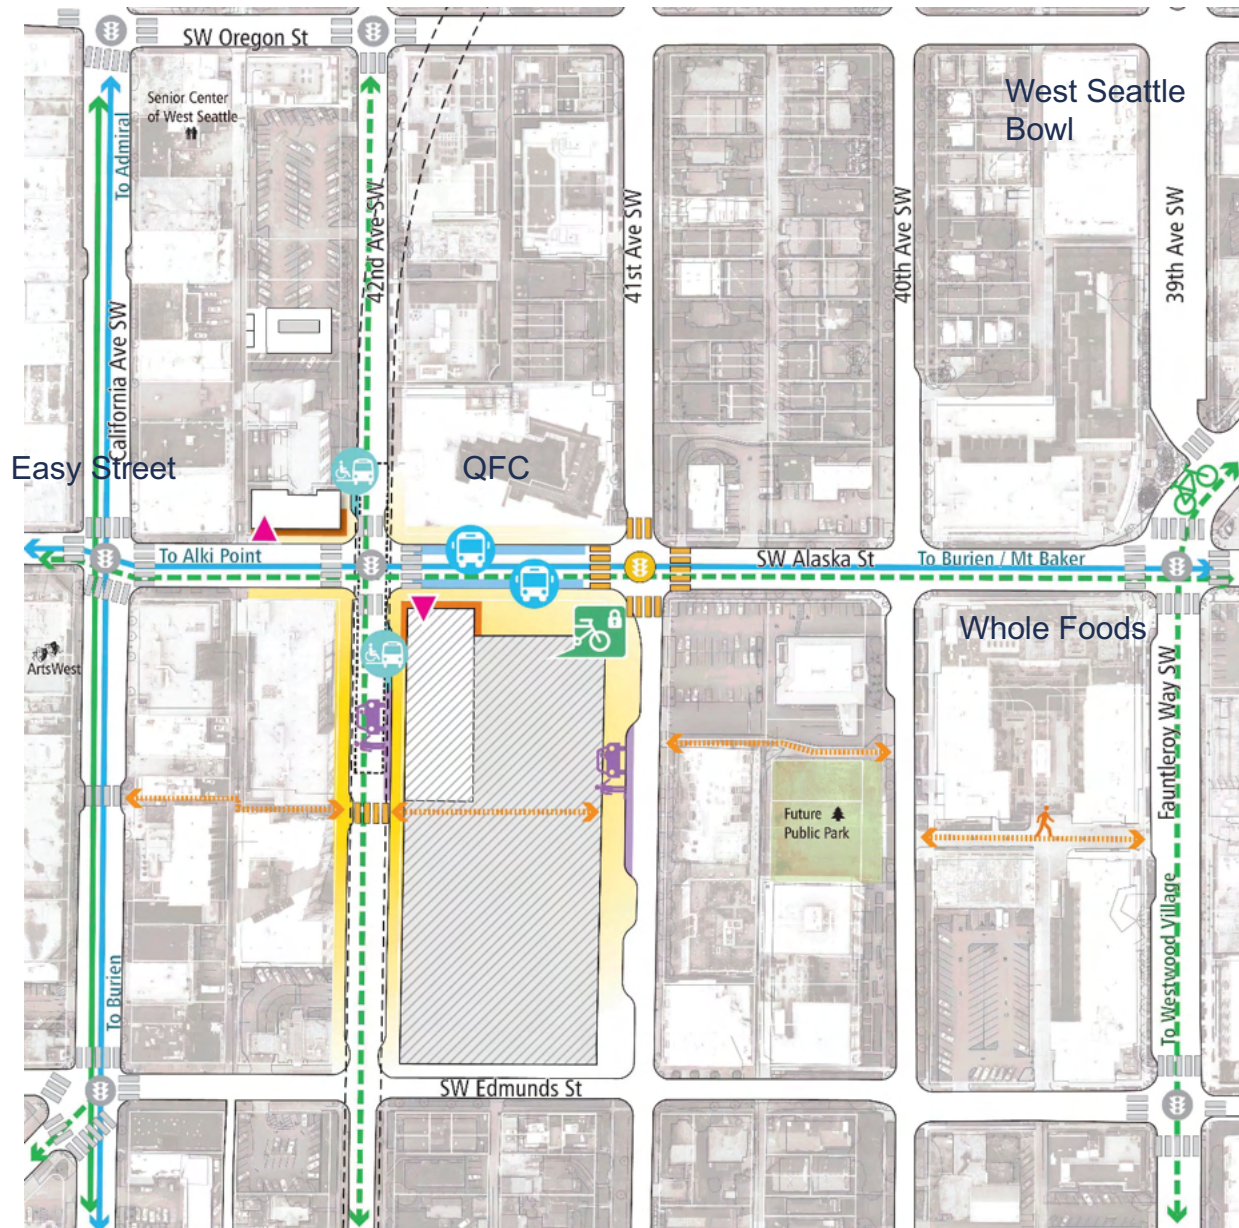 SW Oregon St
Senior Center
of West Seattle
West Seattle
Bowl
To Admiral
42nd Ave SW
41st Ave SW
40th Ave SW
39th Ave SW
California Ave SW
Easy Street
QFC
To Alki Point
SW Alaska St
To Burien / Mt Baker
Whole Foods
ArtsWest
Fauntleroy Way SW
Future
Public Park
To Westwood Village
To Burien
SW Edmunds St